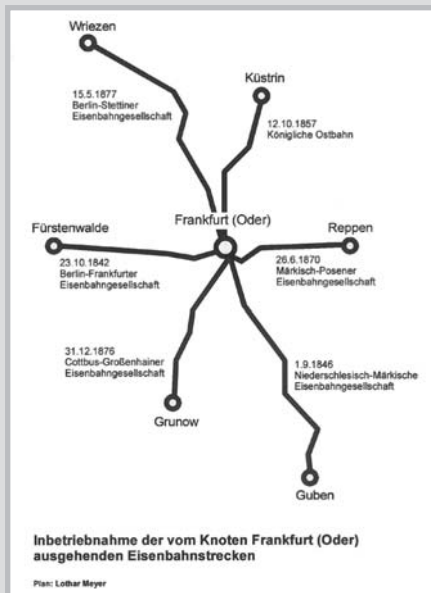 Wriezen
15.5.1877
Berlin-Stettiner
Eisenbahngesellschaft
Küstrin
12.10.1857
Königliche Ostbahn
Frankfurt (Oder)
Fürstenwalde
23.10.1842
Berlin-Frankfurter
Eisenbahngesellschaft
Reppen
26.6.1870
Märkisch-Posener
Eisenbahngesellschaft
31.12.1876
Cottbus-Großenhainer
Eisenbahngesellschaft
Grunow
1.9.1846
Niederschlesisch-Märkische
Eisenbahngesellschaft
Guben
Inbetriebnahme der vom Knoten Frankfurt (Oder)
ausgehenden Eisenbahnstrecken
Plan: Lothar Meyer